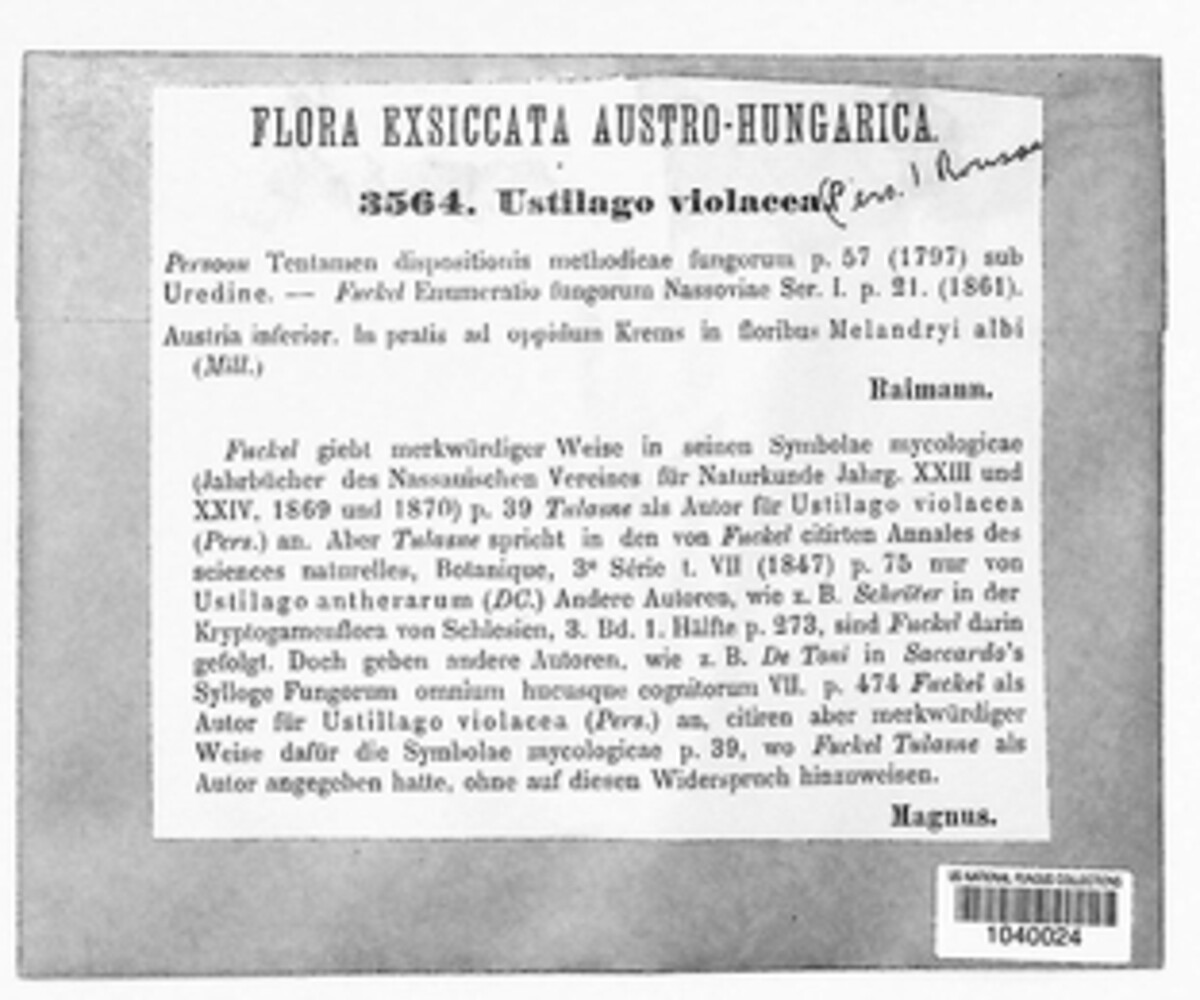 FLORA EXSICCATA AUSTRO-HUNGARICA.
3564. Ustilago violacea (Pers.) Roussel
Persoon Tentamen dispositionis methodicae fungorum p. 57 (1797) sub
Uredine. — Fuckel Enumeratio fungorum Nassoviae Ser. I. p. 21. (1861).
Austria inferior. In pratis ad oppidum Krems in floribus Melandryi albi
(Mill.)
Raimann.
Fuckel giebt merkwürdiger Weise in seinen Symbolae mycologicae
(Jahrbücher des Nassauischen Vereines für Naturkunde Jahrg. XXIII und
XXIV. 1869 und 1870) p. 39 Tulasne als Autor für Ustilago violacea
(Pers.) an. Aber Tulasne spricht in den von Fuckel citirten Annales des
sciences naturelles, Botanique, 3e Série t. VII (1847) p. 75 nur von
Ustilago antherarum (DC.) Andere Autoren, wie z. B. Schröter in der
Kryptogamenflora von Schlesien, 3. Bd. 1. Hälfte p. 273, sind Fuckel darin
gefolgt. Doch geben andere Autoren, wie z. B. De Toni in Saccardo's
Sylloge Fungorum omnium hucusque cognitorum VII. p. 474 Fuckel als
Autor für Ustillago violacea (Pers.) an, citiren aber merkwürdiger
Weise dafür die Symbolae mycologicae p. 39, wo Fuckel Tulasne als
Autor angegeben hatte, ohne auf diesen Widerspruch hinzuweisen.
Magnus.
US NATIONAL FUNGUS COLLECTIONS
1040024